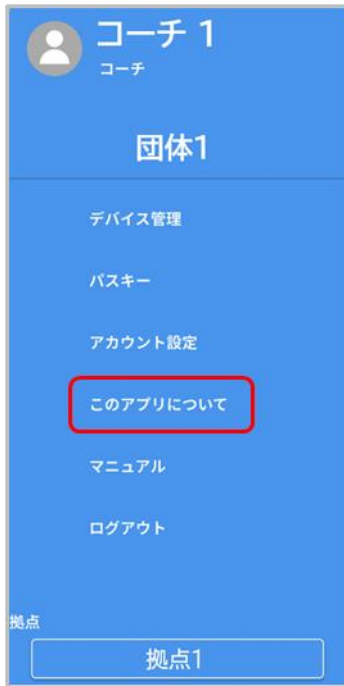 コーチ 1
コーチ
団体1
デバイス管理
パスキー
アカウント設定
このアプリについて
マニュアル
ログアウト
拠点
拠点1